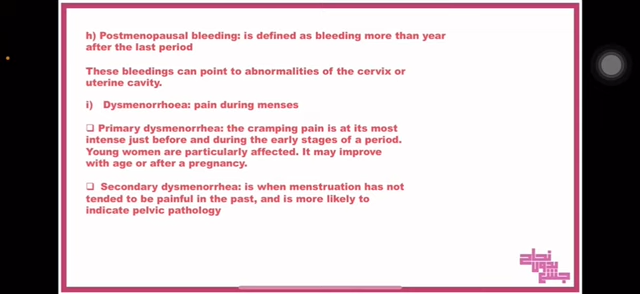 h) Postmenopausal bleeding: is defined as bleeding more than year
after the last period
These bleedings can point to abnormalities of the cervix or
uterine cavity.
i) Dysmenorrhoea: pain during menses
❑ Primary dysmenorrhea: the cramping pain is at its most
intense just before and during the early stages of a period.
Young women are particularly affected. It may improve
with age or after a pregnancy.
❑ Secondary dysmenorrhea: is when menstruation has not
tended to be painful in the past, and is more likely to
indicate pelvic pathology